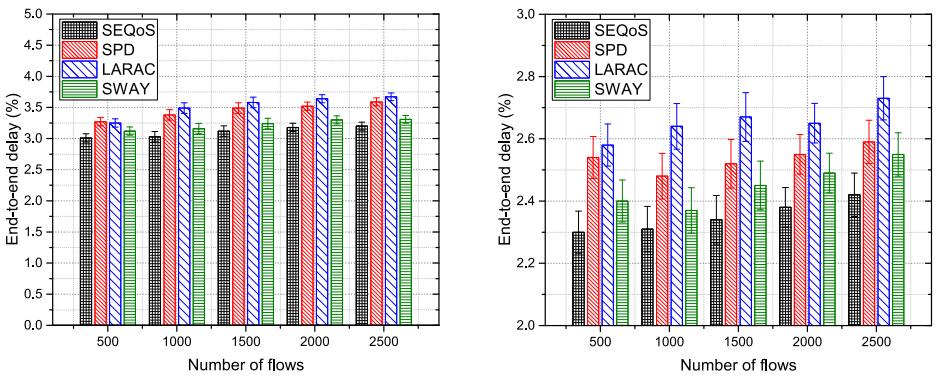 5.0
4.5
4.0
3.5
3.0
2.5
2.0
1.5
1.0
0.5
0.0
End-to-end delay (%)
SEQoS
SPD
LARAC
SWAY
500 1000 1500 2000 2500
Number of flows
3.0
2.8
2.6
2.4
2.2
2.0
End-to-end delay (%)
SEQoS
SPD
LARAC
SWAY
500 1000 1500 2000 2500
Number of flows